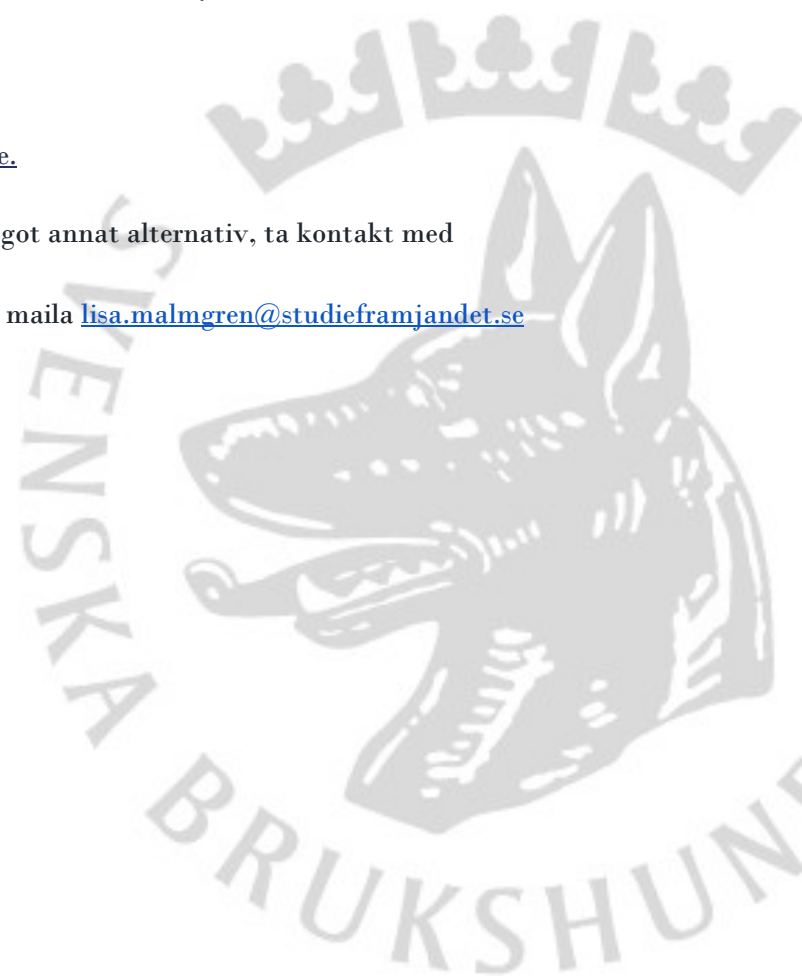 e.
got annat alternativ, ta kontakt med
maila lisa.malmgren@studieframjandet.se
SVENSKA BRUKSHUN